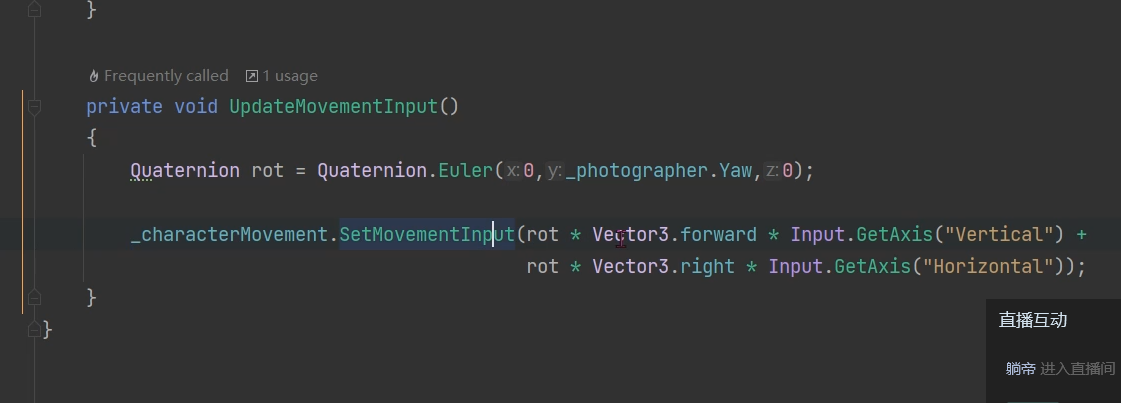 }
Frequently called 1 usage
private void UpdateMovementInput()
{
Quaternion rot = Quaternion.Euler(x:0,y:_photographer.Yaw,z:0);
_characterMovement.SetMovementInput(rot * Vector3.forward * Input.GetAxis("Vertical") +
rot * Vector3.right * Input.GetAxis("Horizontal"));
}
}
直播互动
躺帝 进入直播间